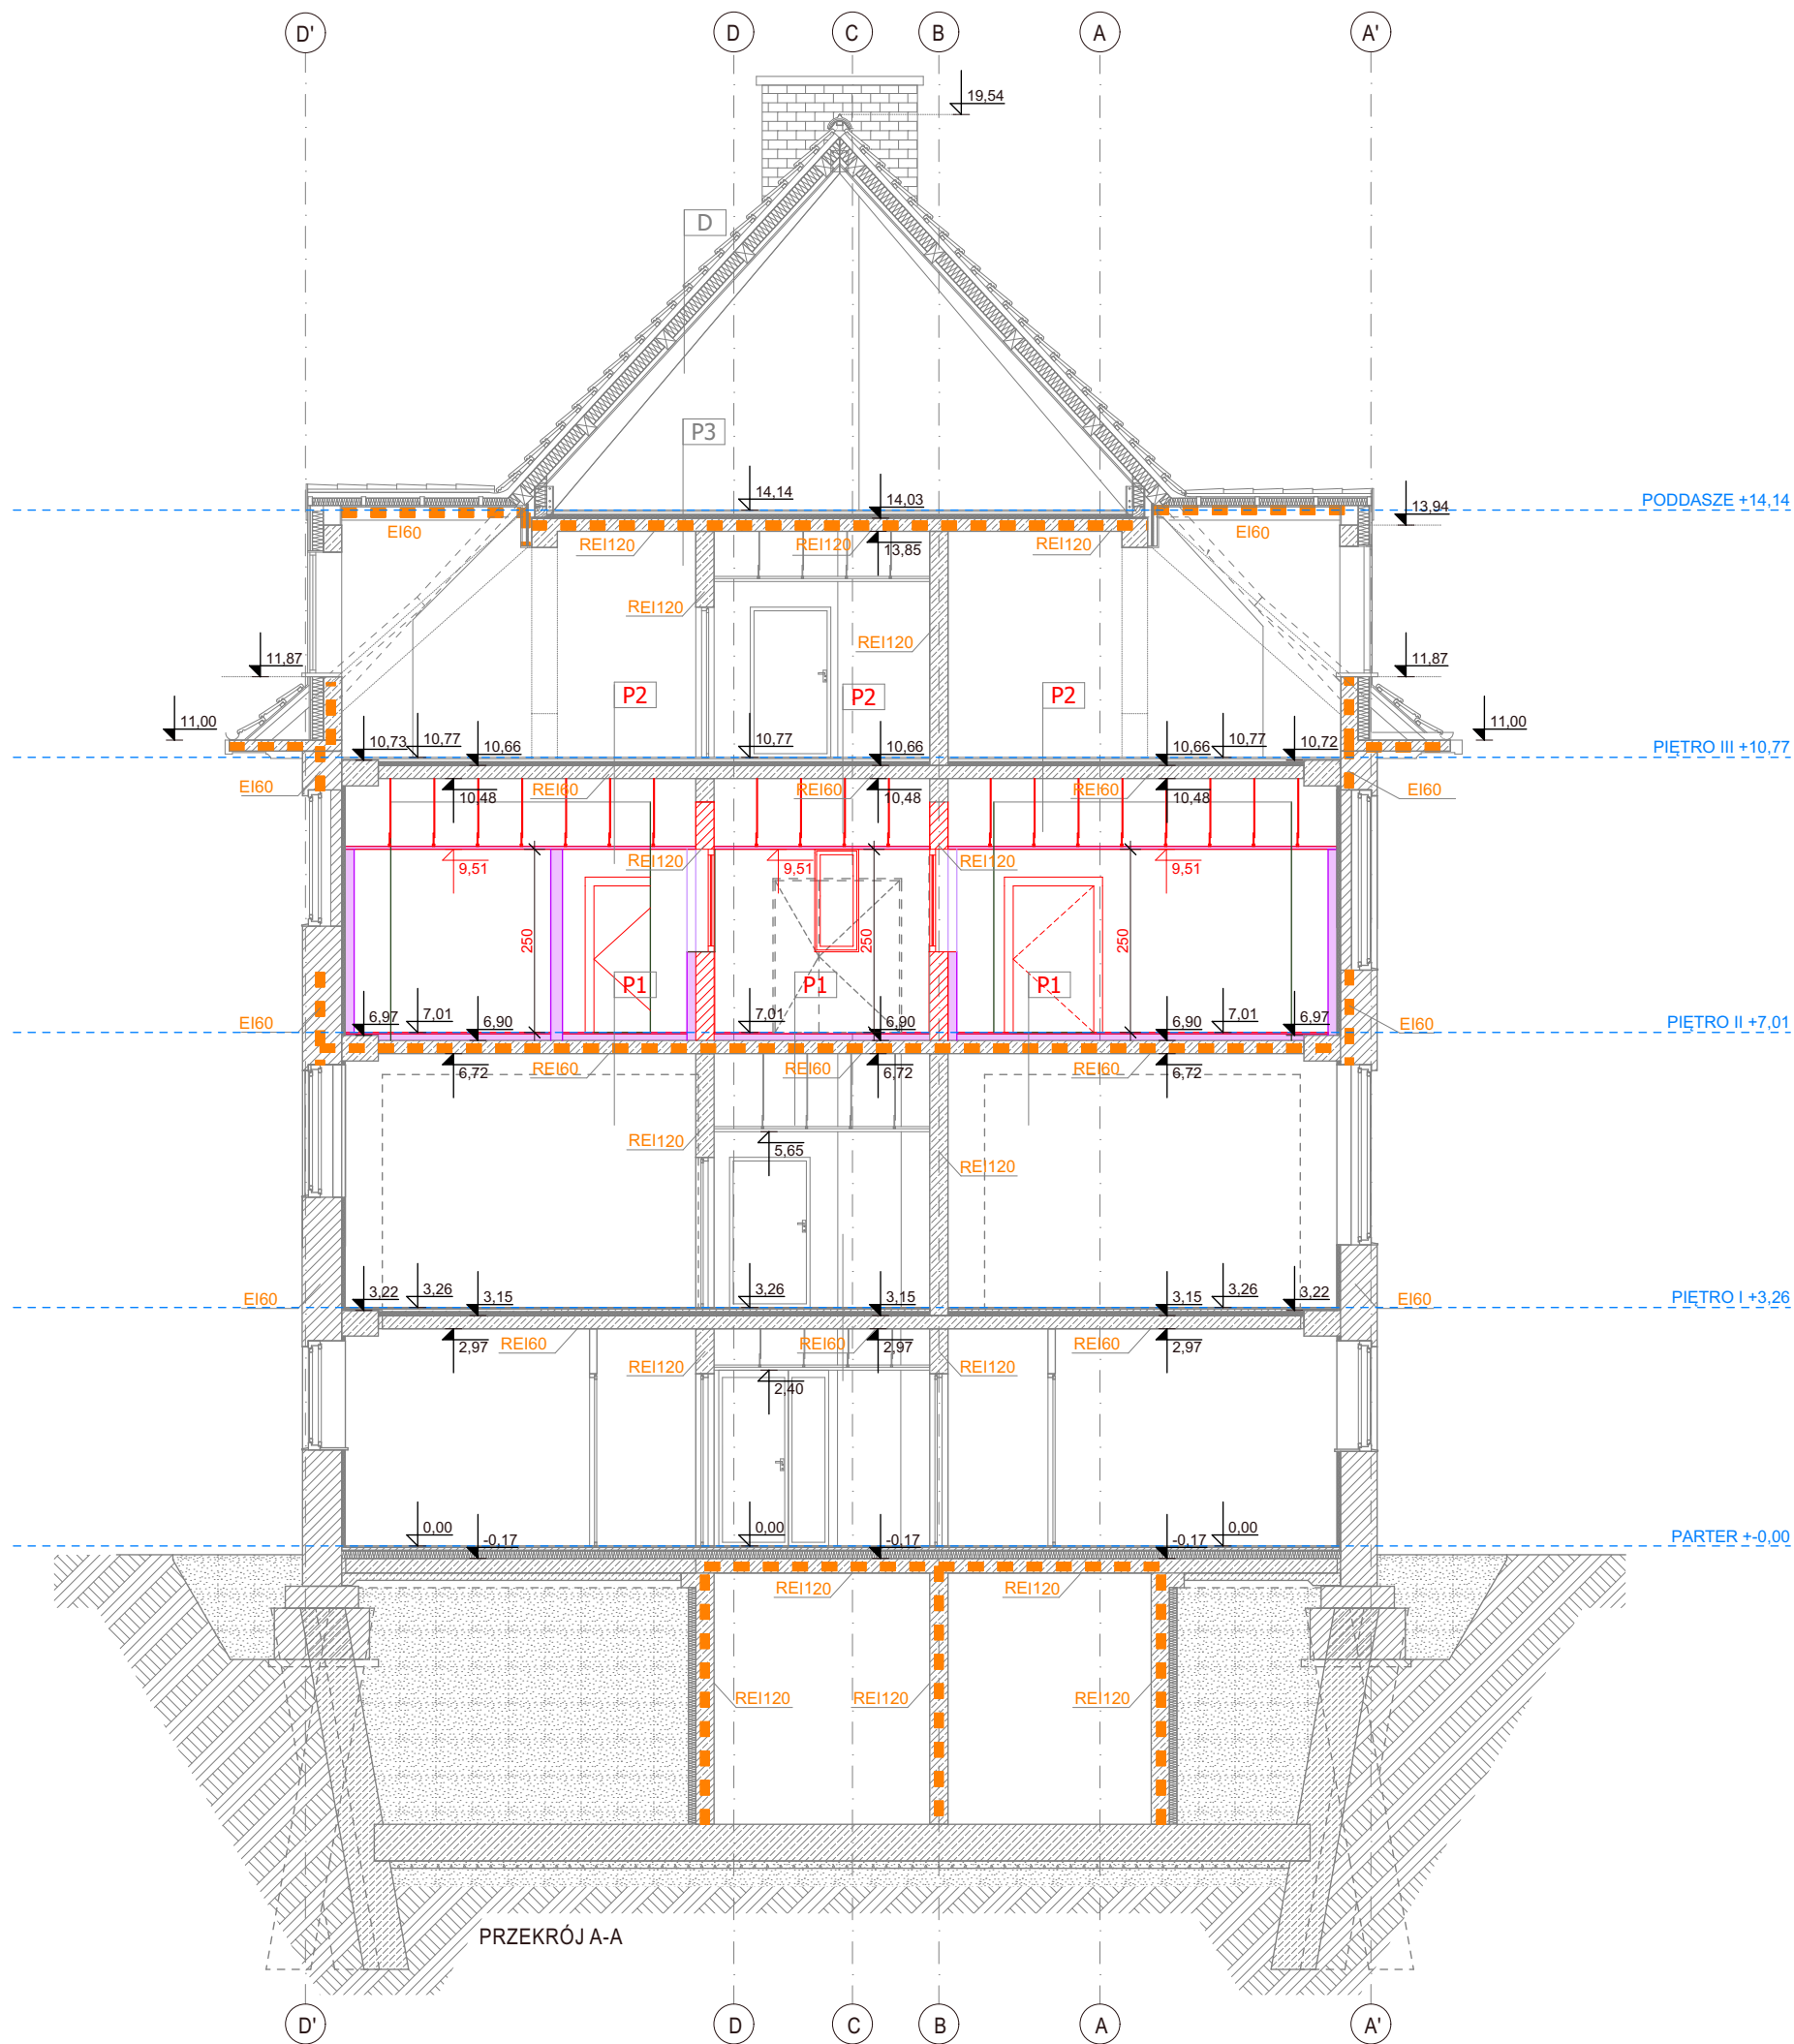 D' D C B A A'
19,54
D
P3
14,14 14,03 PODDASZE +14,14
13,94
EI60 REI120 REI120 REI120 EI60
13,85
REI120
REI120
11,87 11,87
P2 P2 P2
11,00 11,00
10,73 10,77 10,66 10,77 10,66 10,66 10,77 10,72 PIĘTRO III +10,77
EI60 10,48 REI60 REI60 10,48 REI60 10,48 EI60
9,51 REI120 9,51 REI120 9,51
250 250 250
P1 P1 P1
EI60 6,97 7,01 6,90 7,01 6,90 6,90 7,01 6,97 EI60 PIĘTRO II +7,01
6,72 REI60 REI60 6,72 REI60 6,72
REI120 5,65
REI120
EI60 3,22 3,26 3,15 3,26 3,15 3,15 3,26 3,22 EI60 PIĘTRO I +3,26
2,97 REI60 REI60 2,97 REI60 2,97
REI120 REI120
2,40
0,00 -0,17 0,00 -0,17 -0,17 0,00 PARTER +-0,00
REI120 REI120
REI120 REI120 REI120
PRZEKRÓJ A-A
D' D C B A A'